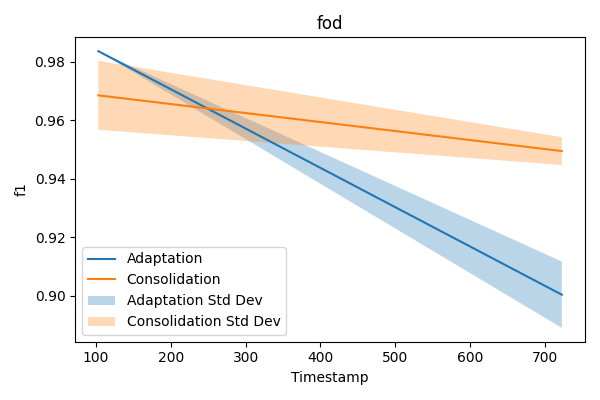 fod
0.98
0.96
0.94
0.92
0.90
f1
Adaptation
Consolidation
Adaptation Std Dev
Consolidation Std Dev
100 200 300 400 500 600 700
Timestamp